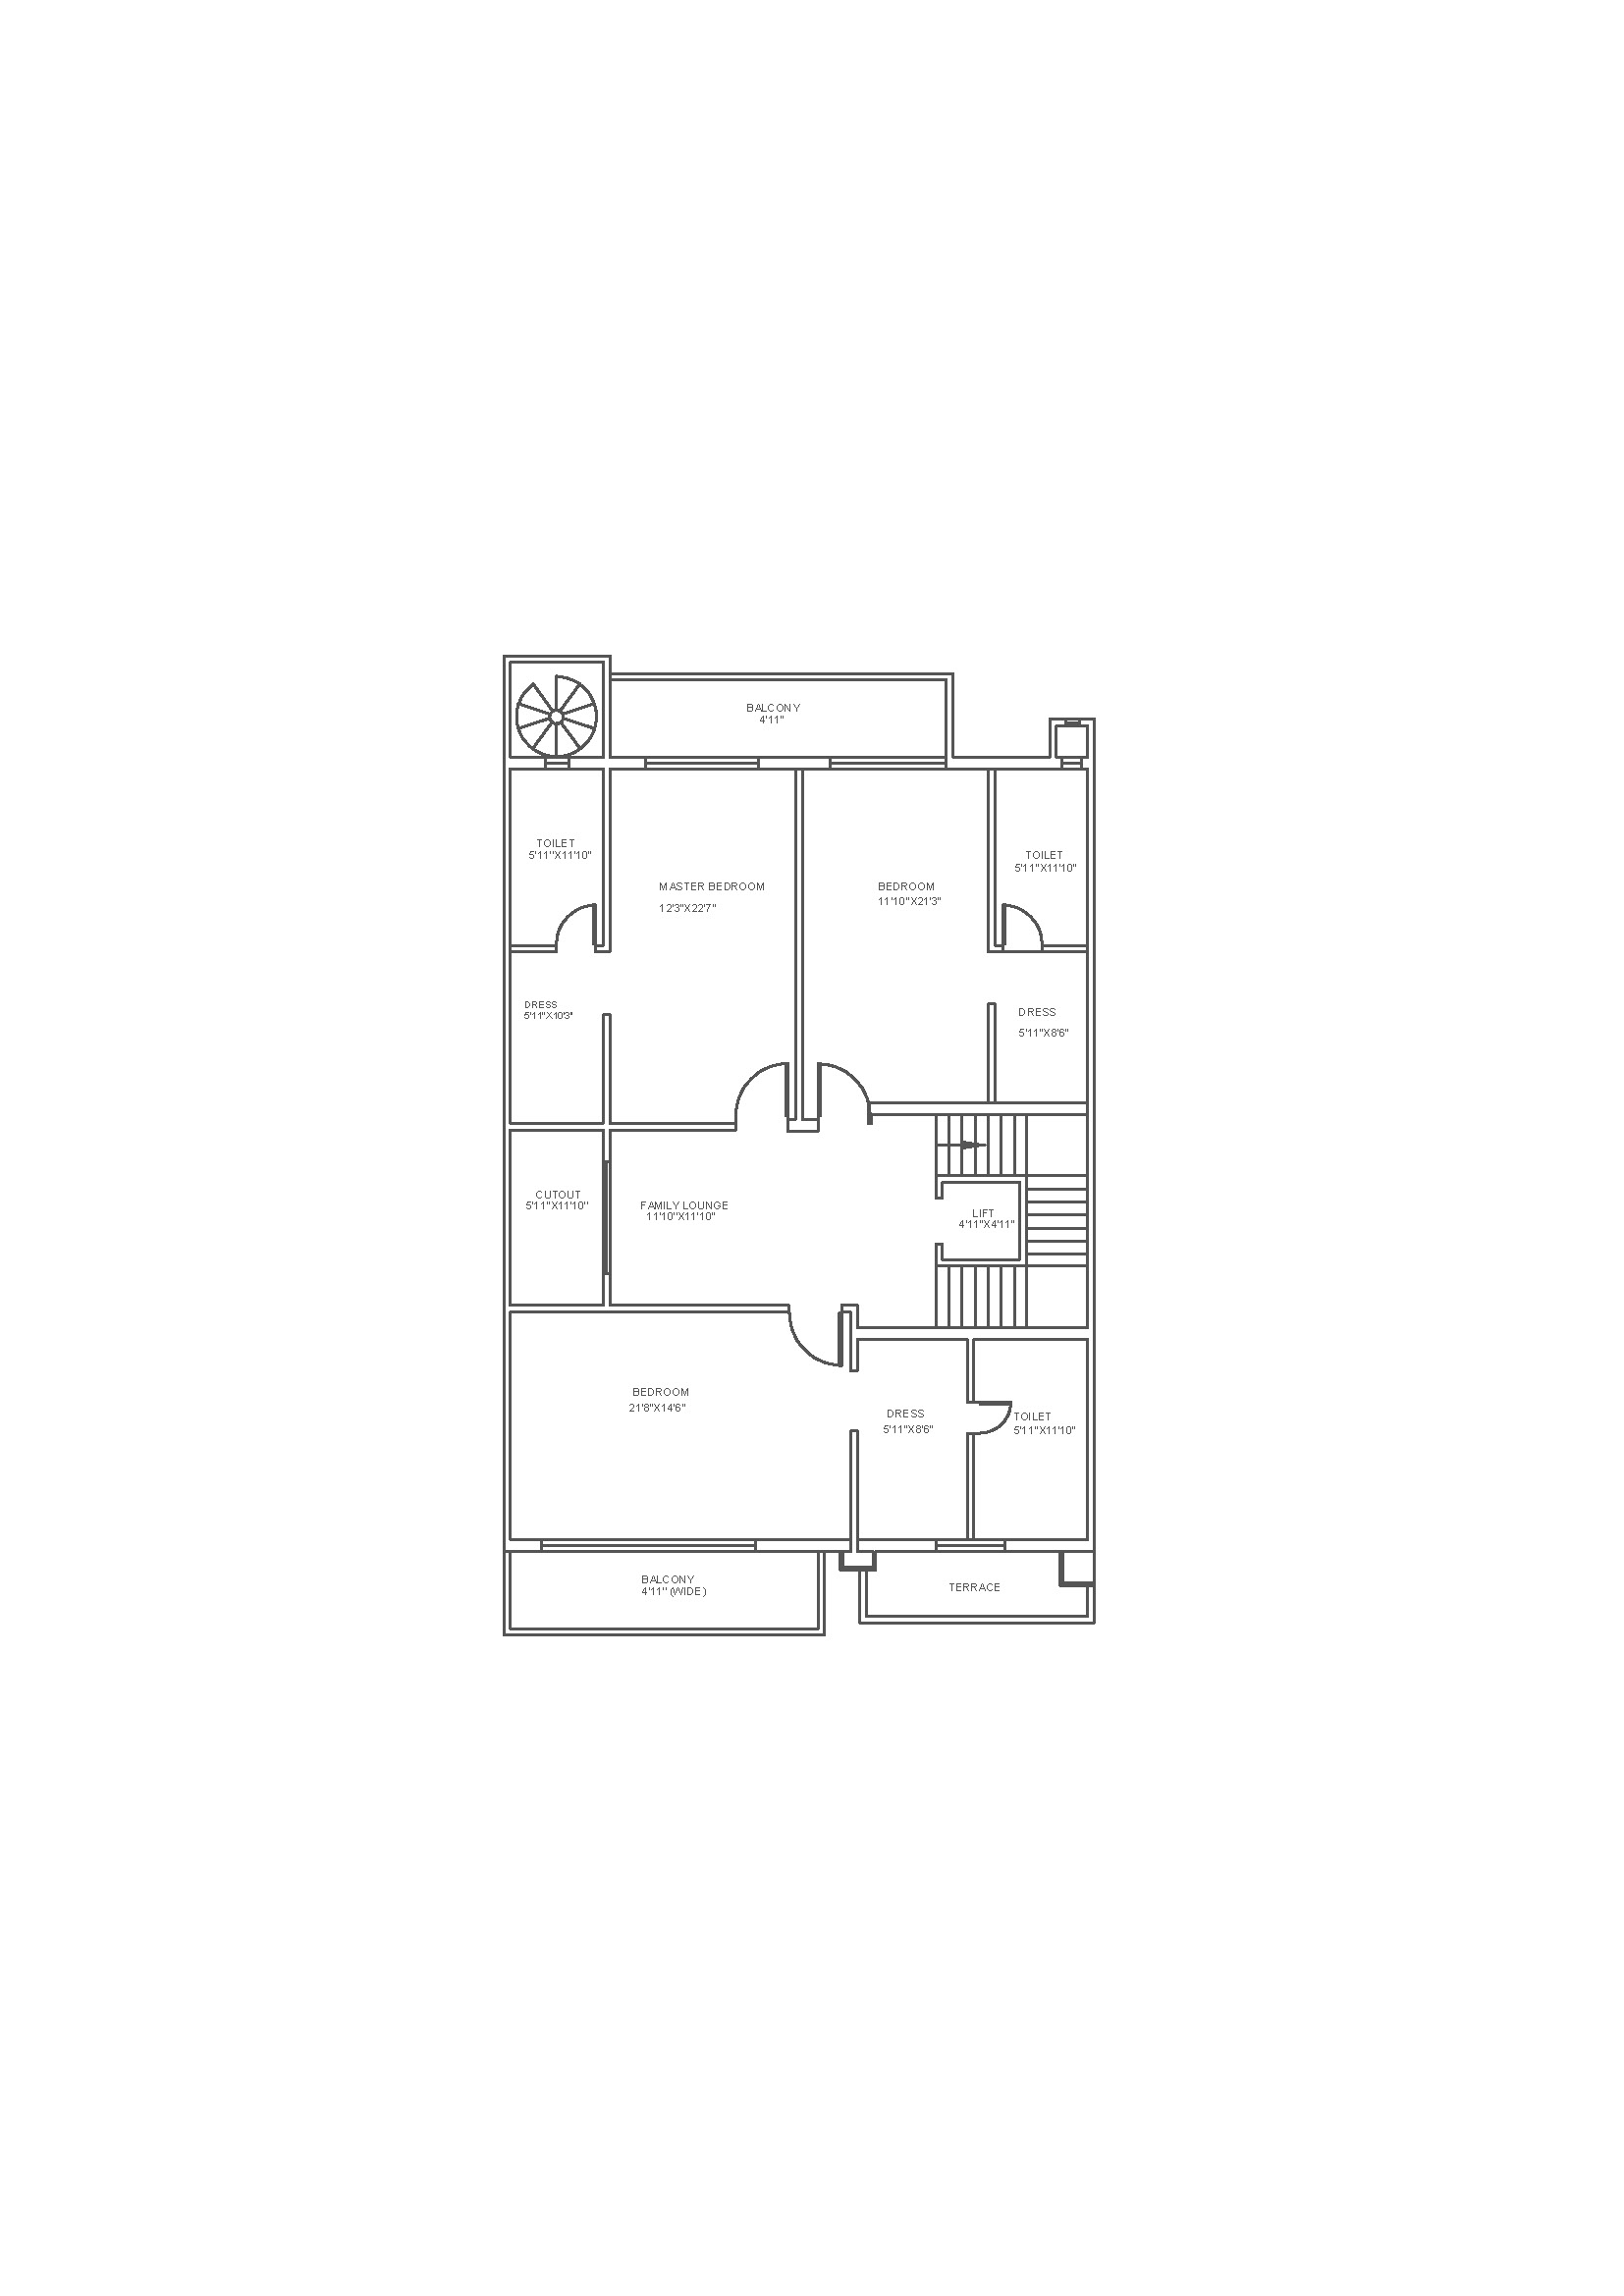 BALCONY
4'11"
TOILET
5'11"X11'10"
TOILET
5'11"X11'10"
MASTER BEDROOM
12'3"X22'7"
BEDROOM
11'10"X21'3"
DRESS
5'11"X10'3"
DRESS
5'11"X8'6"
CUTOUT
5'11"X11'10"
FAMILY LOUNGE
11'10"X11'10"
LIFT
4'11"X4'11"
BEDROOM
21'8"X14'6"
DRESS
5'11"X8'6"
TOILET
5'11"X11'10"
BALCONY
4'11" (WIDE)
TERRACE